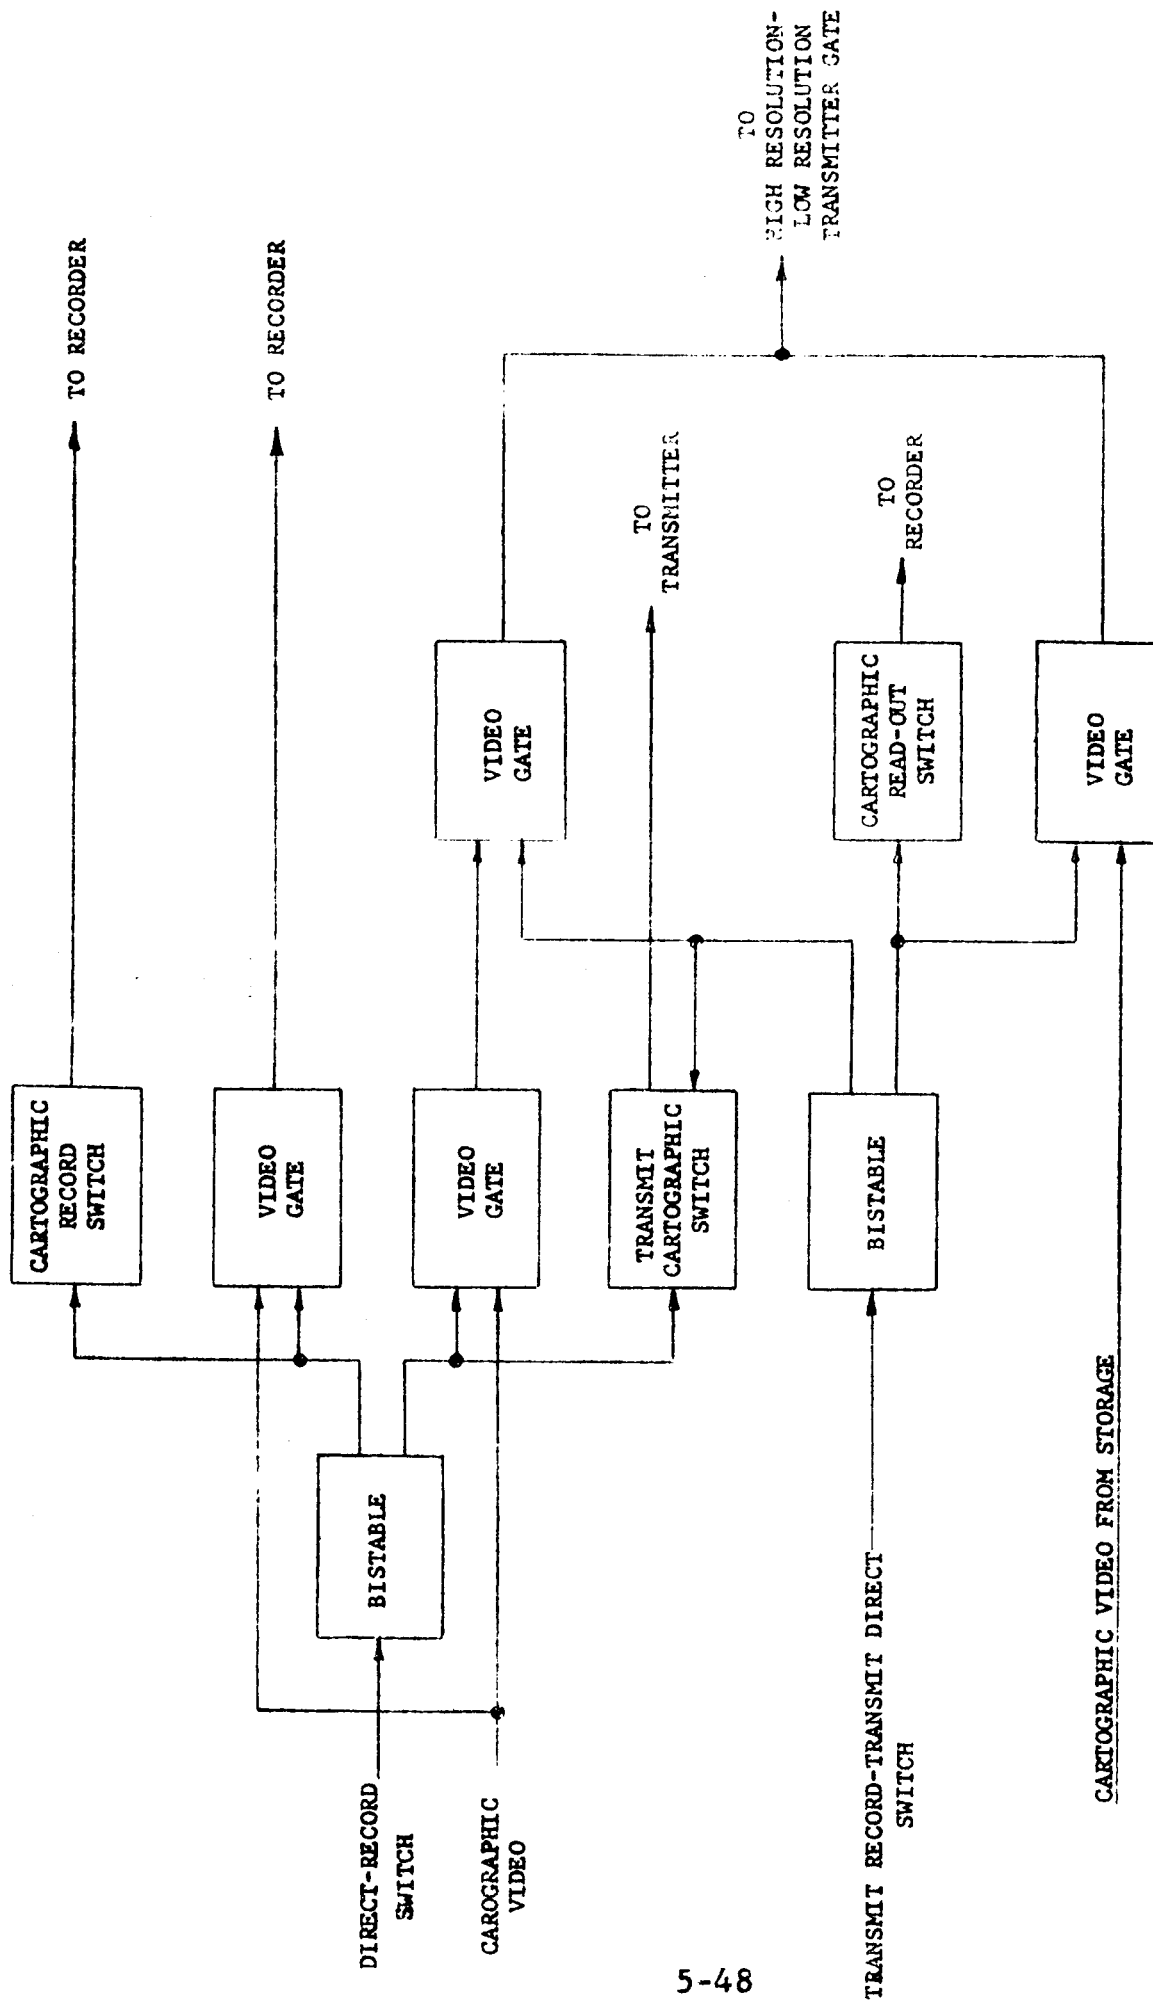 DIRECT-RECORD
SWITCH
CAROGRAPHIC
VIDEO
TRANSMIT RECORD-TRANSMIT DIRECT
SWITCH
CARTOGRAPHIC VIDEO FROM STORAGE
BISTABLE
CARTOGRAPHIC
RECORD
SWITCH
VIDEO
GATE
VIDEO
GATE
TRANSMIT
CARTOGRAPHIC
SWITCH
BISTABLE
VIDEO
GATE
CARTOGRAPHIC
READ-OUT
SWITCH
VIDEO
GATE
TO RECORDER
TO RECORDER
TO
TRANSMITTER
TO
RECORDER
TO
HIGH RESOLUTION-
LOW RESOLUTION
TRANSMITTER GATE
5-48